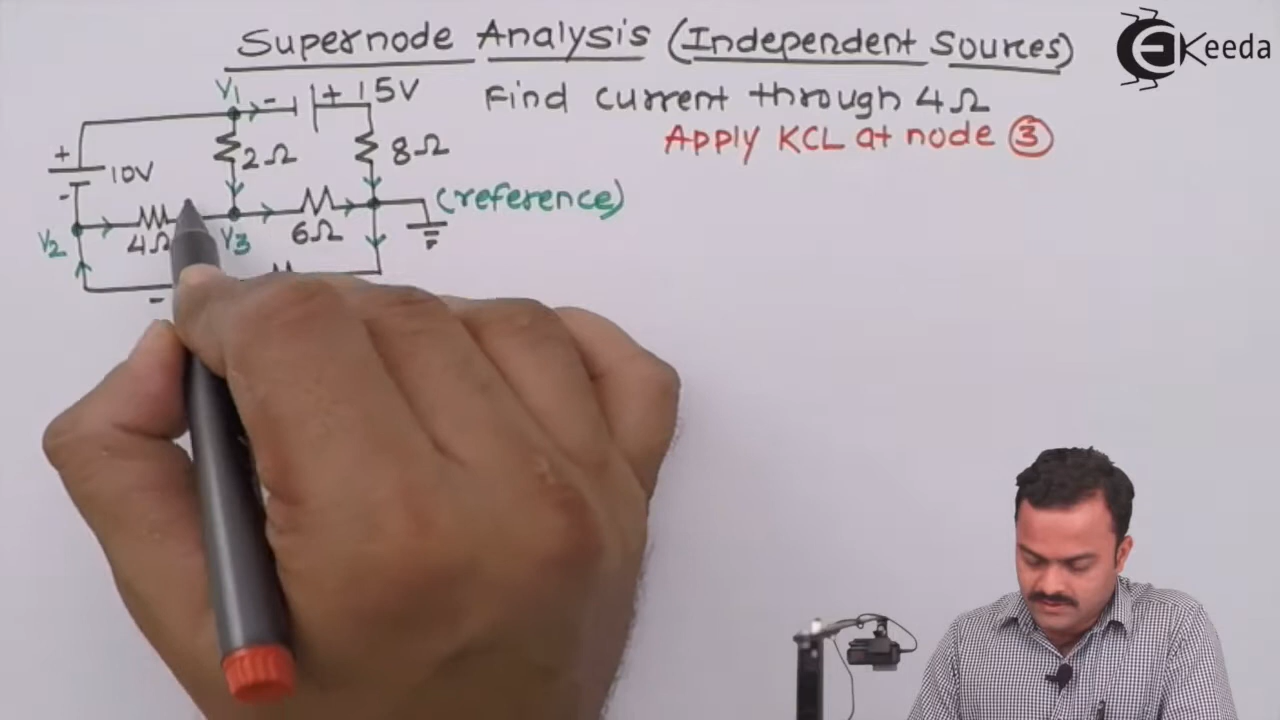 Supernode Analysis (Independent Sources)
EKeeda
Find current through 4Ω
Apply KCL at node ③
V1
- + 15V
+
10V
-
2Ω
8Ω
(reference)
V2
4Ω
V3
6Ω
-